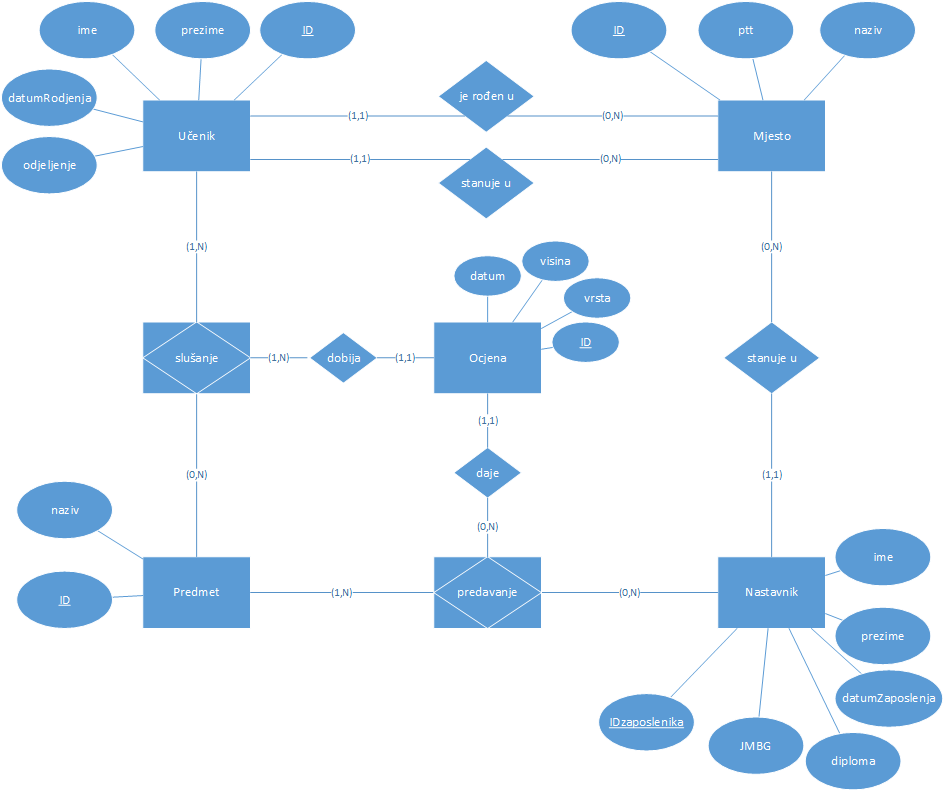 ime
prezime
ID
ID
ptt
naziv
datumRodjenja
je rođen u
Učenik
(1,1)
(0,N)
Mjesto
odjeljenje
(1,1)
(0,N)
stanuje u
(1,N)
(0,N)
visina
datum
vrsta
ID
slušanje
(1,N)
dobija
(1,1)
Ocjena
stanuje u
(1,1)
daje
(0,N)
(1,1)
naziv
(0,N)
ime
Predmet
(1,N)
predavanje
(0,N)
Nastavnik
ID
prezime
datumZaposlenja
IDzaposlenika
JMBG
diploma